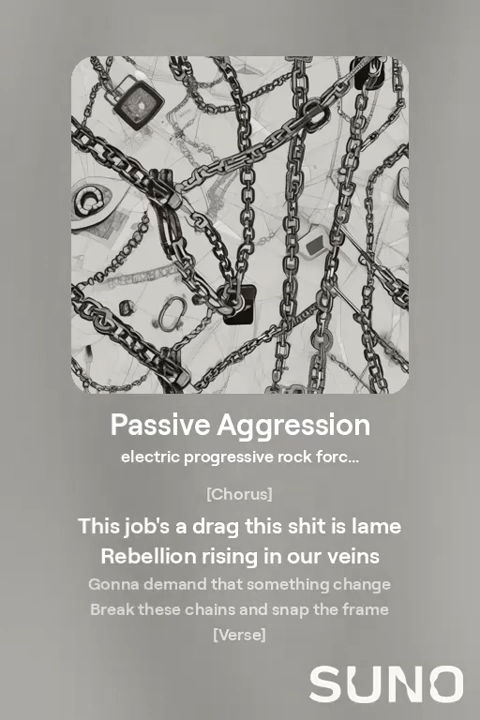 Passive Aggression
electric progressive rock forc...
[Chorus]
This job's a drag this shit is lame
Rebellion rising in our veins
Gonna demand that something change
Break these chains and snap the frame
[Verse]
SUNO